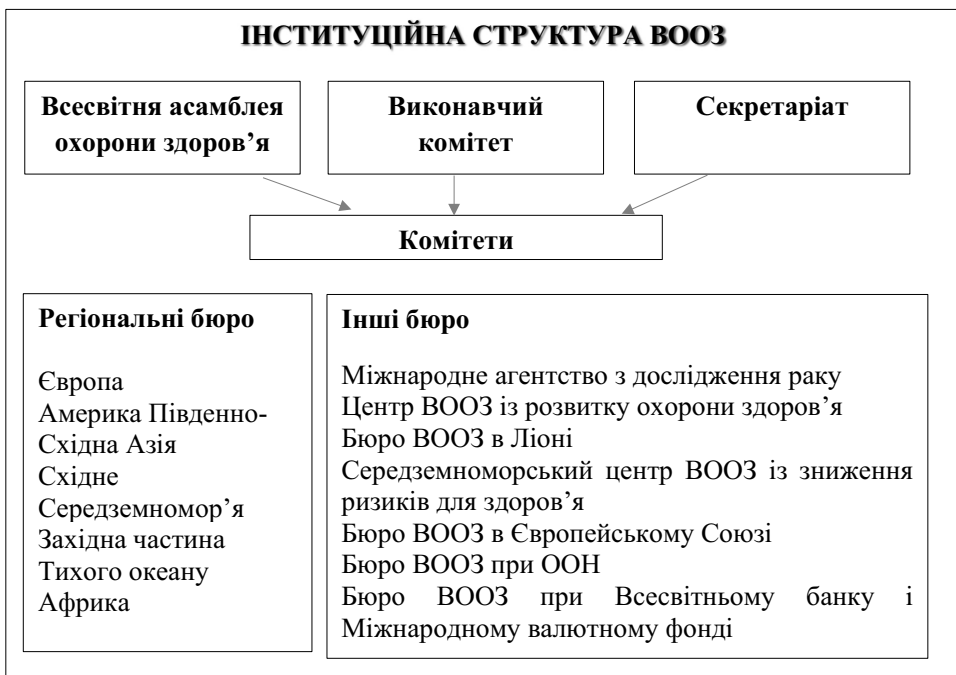 ІНСТИТУЦІЙНА СТРУКТУРА ВООЗ
Всесвітня асамблея
охорони здоров’я
Виконавчий
комітет
Секретаріат
Комітети
Регіональні бюро
Європа
Америка Південно-
Східна Азія
Східне
Середземномор’я
Західна частина
Тихого океану
Африка
Інші бюро
Міжнародне агентство з дослідження раку
Центр ВООЗ із розвитку охорони здоров’я
Бюро ВООЗ в Ліоні
Середземноморський центр ВООЗ із зниження
ризиків для здоров’я
Бюро ВООЗ в Європейському Союзі
Бюро ВООЗ при ООН
Бюро ВООЗ при Всесвітньому банку і
Міжнародному валютному фонді